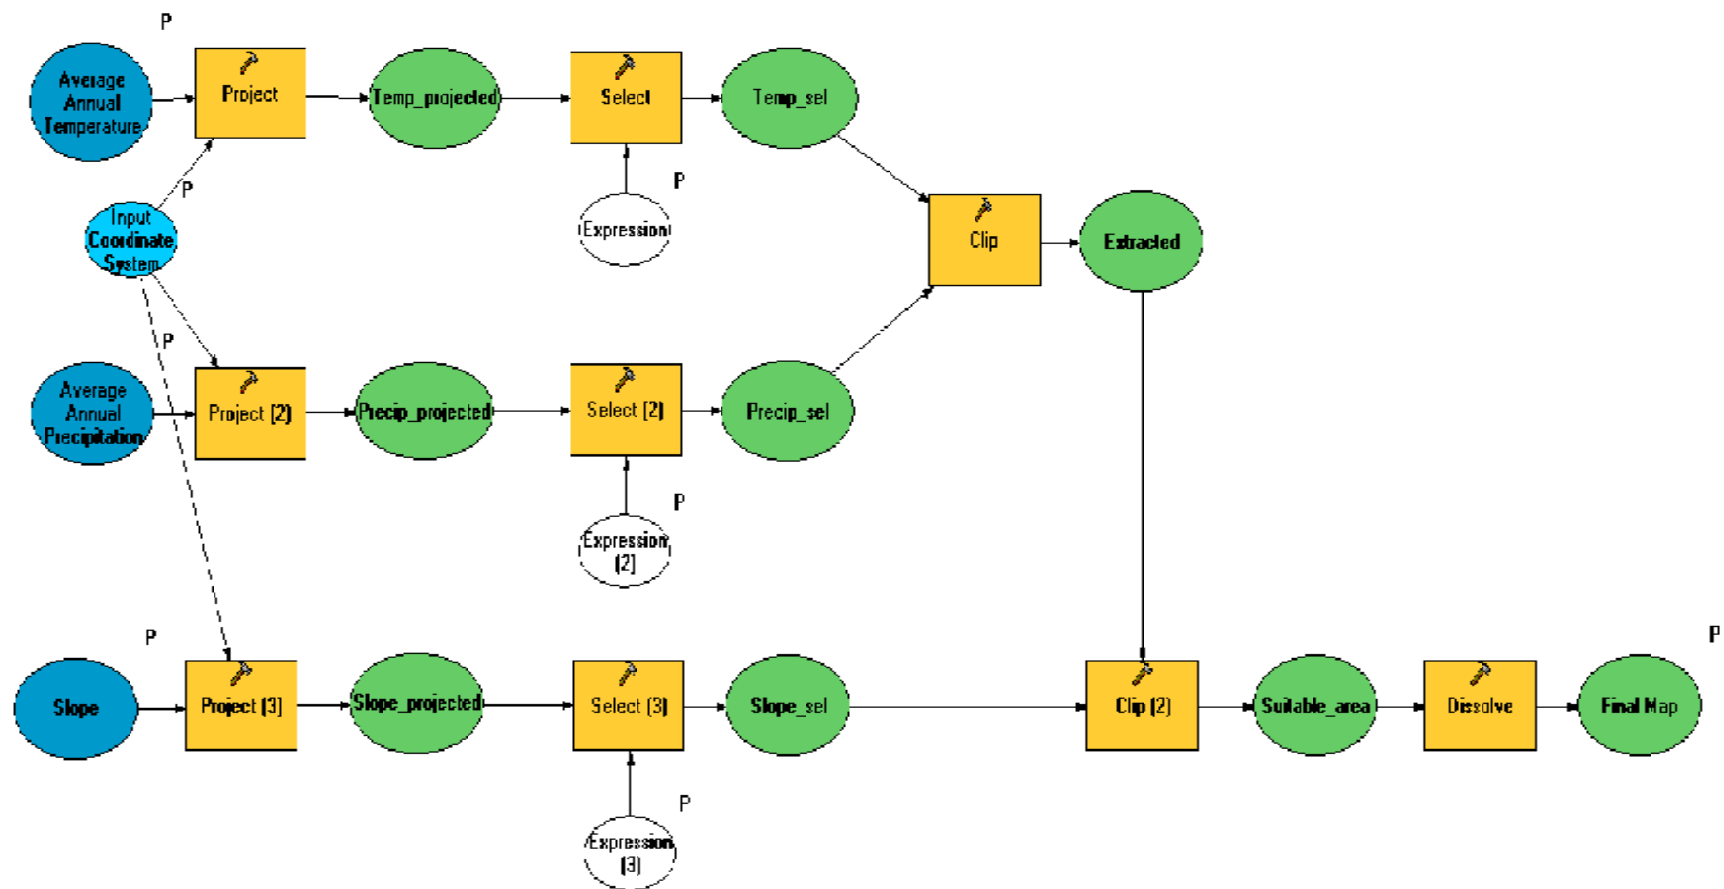 P
Average
Annual
Temperature
Project
Temp_projected
Select
Temp_sel
P
Input
Coordinate
System
P
Expression
Clip
Extracted
P
Average
Annual
Precipitation
Project (2)
Precip_projected
Select (2)
Precip_sel
P
Expression
(2)
P
Slope
Project (3)
Slope_projected
Select (3)
Slope_sel
Clip (2)
Suitable_area
Dissolve
Final Map
P
P
Expression
(3)